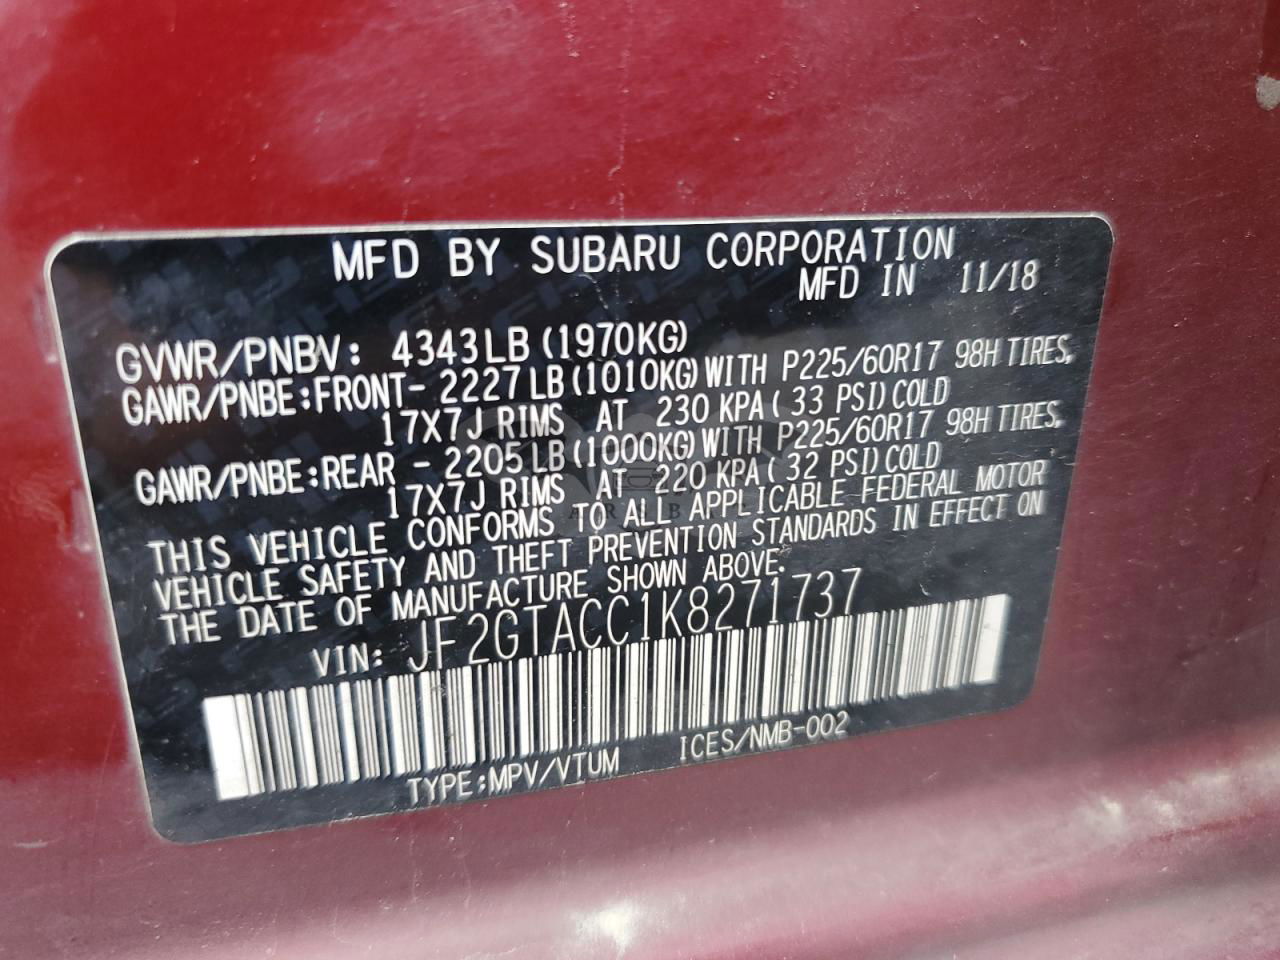 MFD BY SUBARU CORPORATION
MFD IN 11/18
GVWR/PNBV: 4343LB (1970KG)
GAWR/PNBE:FRONT- 2227LB(1010KG)WITH P225/60R17 98H TIRES,
17X7J RIMS AT 230 KPA(33 PSI)COLD
GAWR/PNBE:REAR - 2205LB(1000KG)WITH P225/60R17 98H TIRES,
17X7J RIMS AT 220 KPA(32 PSI)COLD
THIS VEHICLE CONFORMS TO ALL APPLICABLE FEDERAL MOTOR
VEHICLE SAFETY AND THEFT PREVENTION STANDARDS IN EFFECT ON
THE DATE OF MANUFACTURE SHOWN ABOVE.
VIN: JF2GTACC1K8271737
TYPE:MPV/VTUM ICES/NMB-002